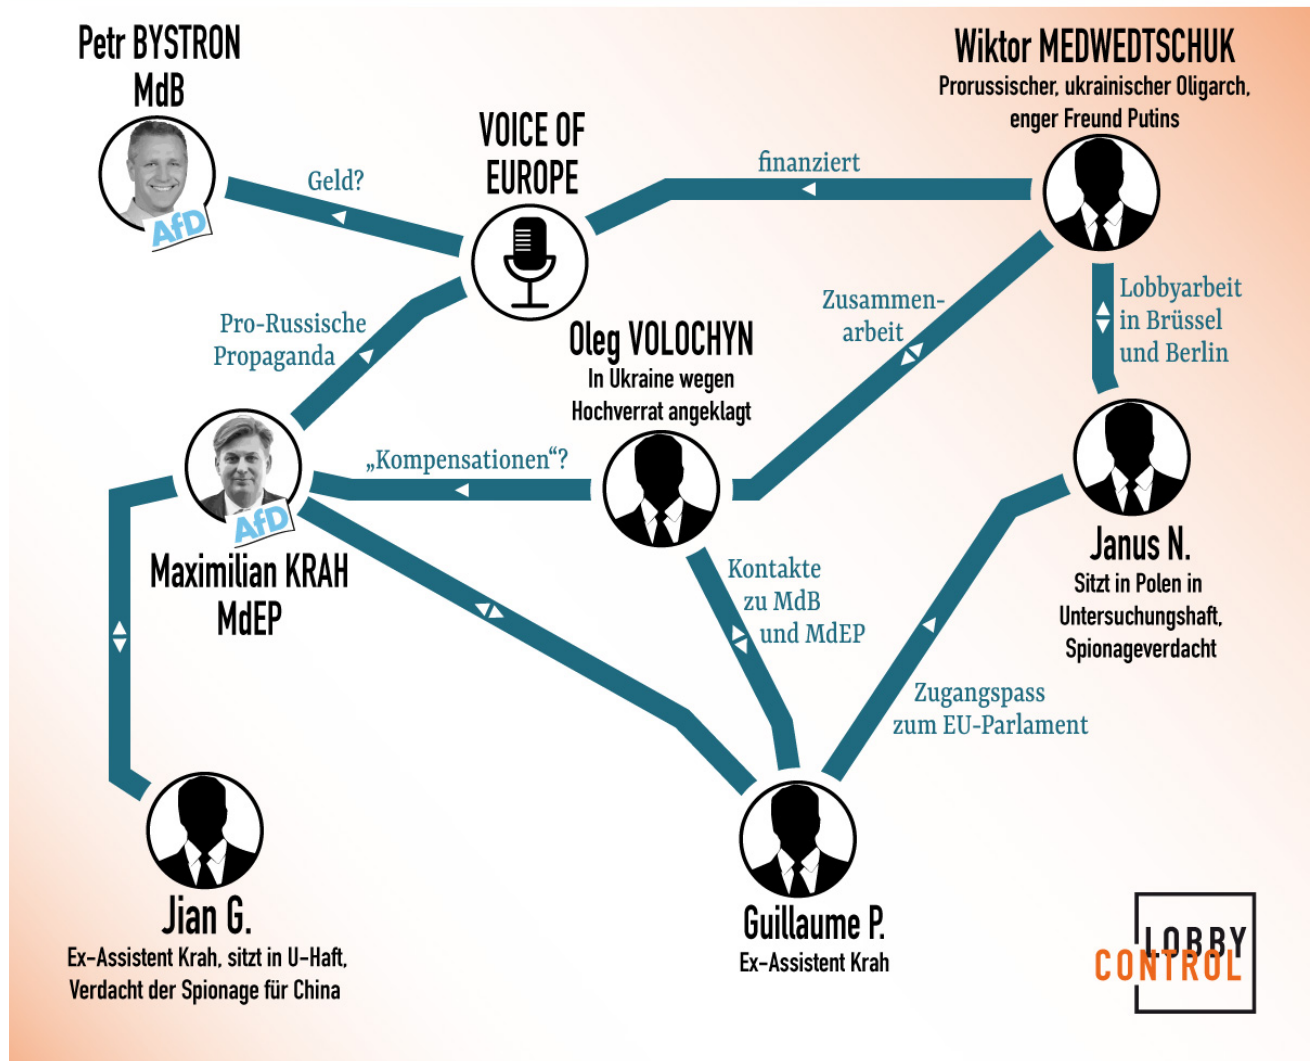 Petr BYSTRON
MdB
AfD
Geld?
VOICE OF
EUROPE
finanziert
Wiktor MEDWEDTSCHUK
Prorussischer, ukrainischer Oligarch,
enger Freund Putins
Pro-Russische
Propaganda
Oleg VOLOCHYN
In Ukraine wegen
Hochverrat angeklagt
Zusammen-
arbeit
Lobbyarbeit
in Brüssel
und Berlin
„Kompensationen“?
AfD
Maximilian KRAH
MdEP
Kontakte
zu MdB
und MdEP
Janus N.
Sitzt in Polen in
Untersuchungshaft,
Spionageverdacht
Zugangspass
zum EU-Parlament
Jian G.
Ex-Assistent Krah, sitzt in U-Haft,
Verdacht der Spionage für China
Guillaume P.
Ex-Assistent Krah
LOBBY
CONTROL